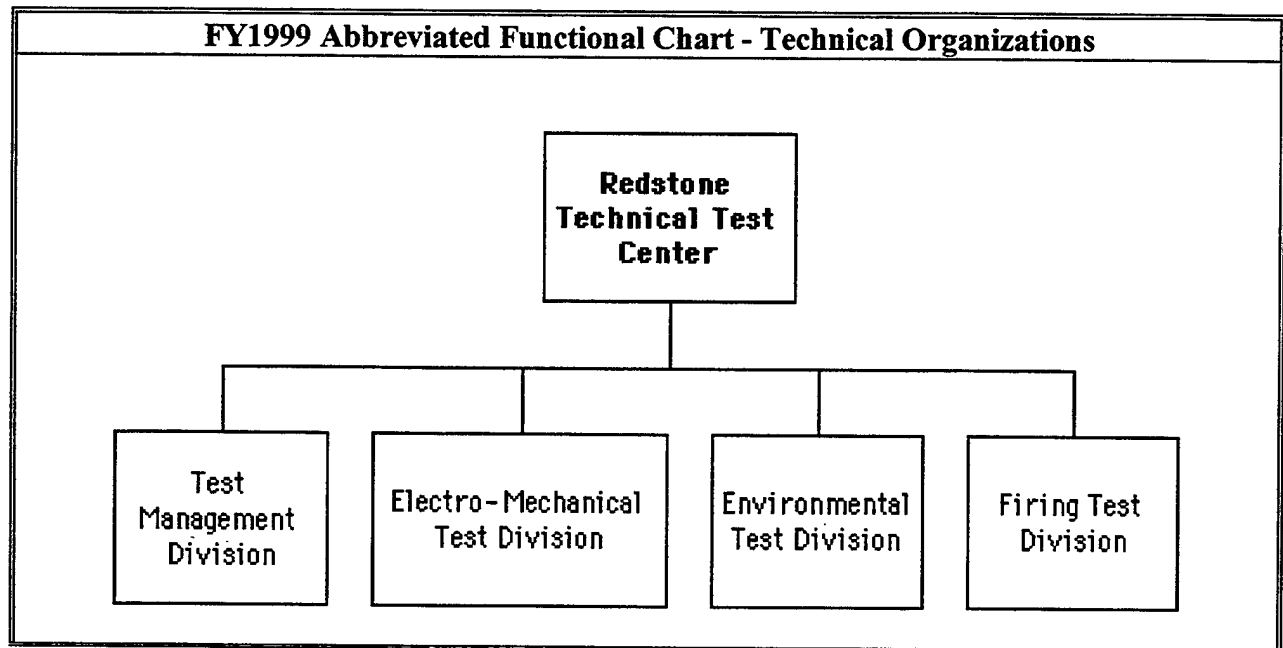 FY1999 Abbreviated Functional Chart - Technical Organizations
Redstone
Technical Test
Center
Test
Management
Division
Electro-Mechanical
Test Division
Environmental
Test Division
Firing Test
Division